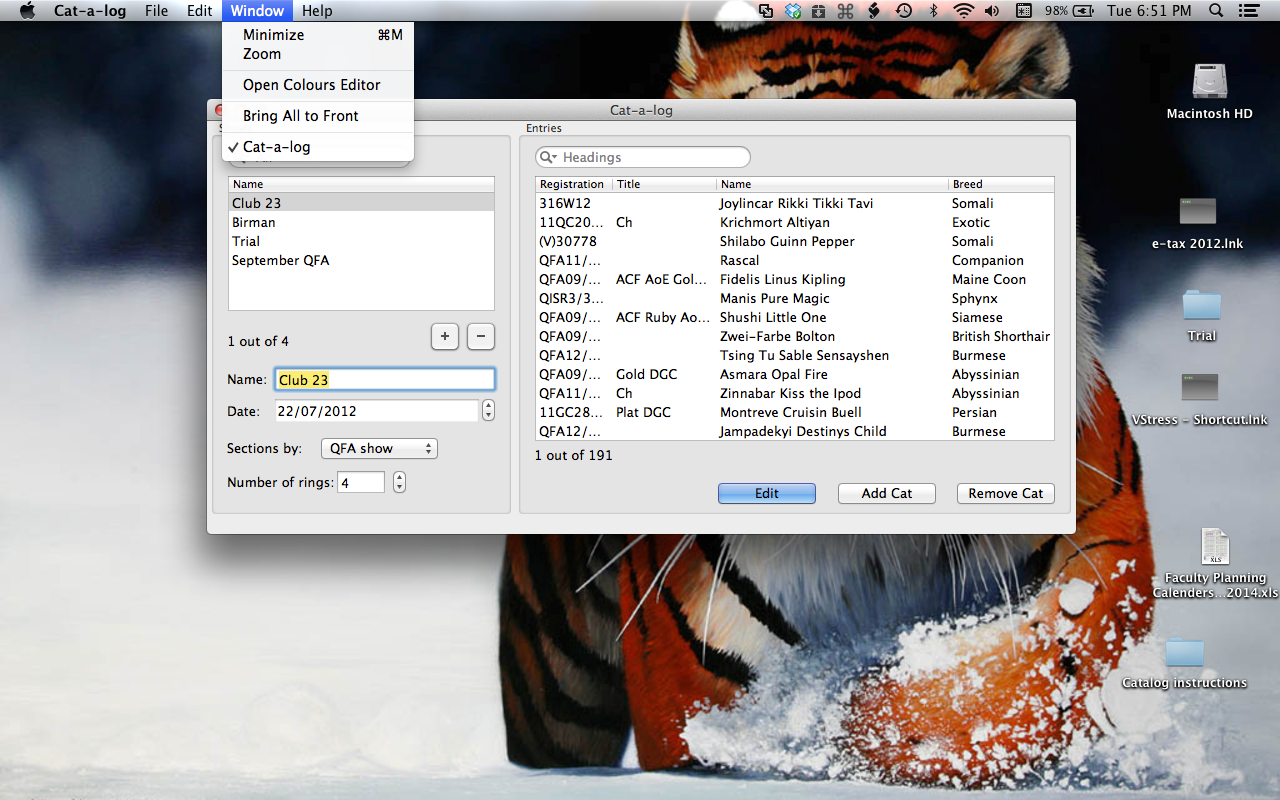 Cat-a-log File Edit Window Help 98% Tue 6:51 PM
Minimize ⌘M
Zoom
Open Colours Editor
Bring All to Front
✓ Cat-a-log
Cat-a-log
Name
Club 23
Birman
Trial
September QFA
1 out of 4
+ −
Name: Club 23
Date: 22/07/2012
Sections by: QFA show
Number of rings: 4
Entries
Headings
Registration Title Name Breed
316W12 Joylincar Rikki Tikki Tavi Somali
11QC20... Ch Krichmort Altiyan Exotic
(V)30778 Shilabo Guinn Pepper Somali
QFA11/... Rascal Companion
QFA09/... ACF AoE Gol... Fidelis Linus Kipling Maine Coon
QISR3/3... Manis Pure Magic Sphynx
QFA09/... ACF Ruby Ao... Shushi Little One Siamese
QFA09/... Zwei-Farbe Bolton British Shorthair
QFA12/... Tsing Tu Sable Sensayshen Burmese
QFA09/... Gold DGC Asmara Opal Fire Abyssinian
QFA11/... Ch Zinnabar Kiss the Ipod Abyssinian
11GC28... Plat DGC Montreve Cruisin Buell Persian
QFA12/... Jampadekyi Destinys Child Burmese
1 out of 191
Edit Add Cat Remove Cat
Macintosh HD
e-tax 2012.lnk
Trial
VStress - Shortcut.lnk
XLS
Faculty Planning
Calenders...2014.xls
Catalog instructions